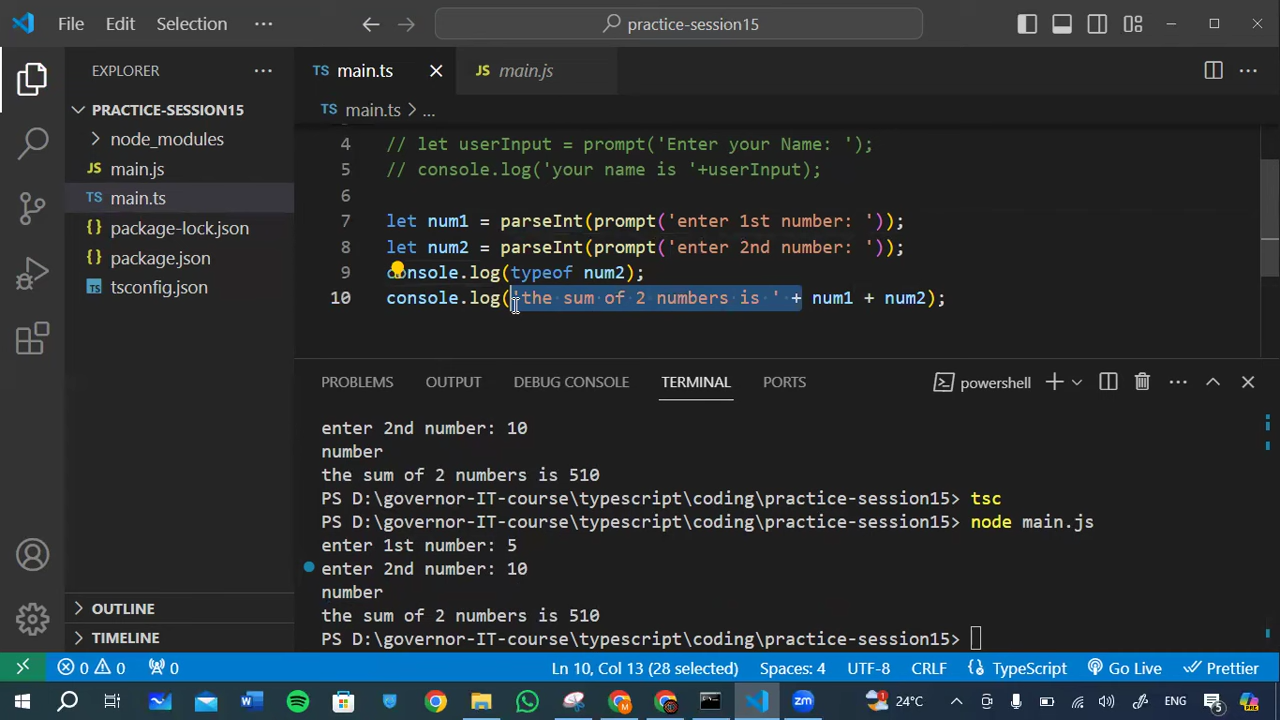 File Edit Selection ··· practice-session15
EXPLORER ···
TS main.ts JS main.js
TS main.ts > ...
PRACTICE-SESSION15
node_modules
JS main.js
TS main.ts
{} package-lock.json
{} package.json
tsconfig.json
OUTLINE
TIMELINE
4 // let userInput = prompt('Enter your Name: ');
5 // console.log('your name is '+userInput);
6
7 let num1 = parseInt(prompt('enter 1st number: '));
8 let num2 = parseInt(prompt('enter 2nd number: '));
9 console.log(typeof num2);
10 console.log('the sum of 2 numbers is ' + num1 + num2);
PROBLEMS OUTPUT DEBUG CONSOLE TERMINAL PORTS powershell
enter 2nd number: 10
number
the sum of 2 numbers is 510
PS D:\governor-IT-course\typescript\coding\practice-session15> tsc
PS D:\governor-IT-course\typescript\coding\practice-session15> node main.js
enter 1st number: 5
enter 2nd number: 10
number
the sum of 2 numbers is 510
PS D:\governor-IT-course\typescript\coding\practice-session15>
0 0 0 Ln 10, Col 13 (28 selected) Spaces: 4 UTF-8 CRLF {} TypeScript Go Live Prettier
W M zm 1 24°C ENG 5 PRE